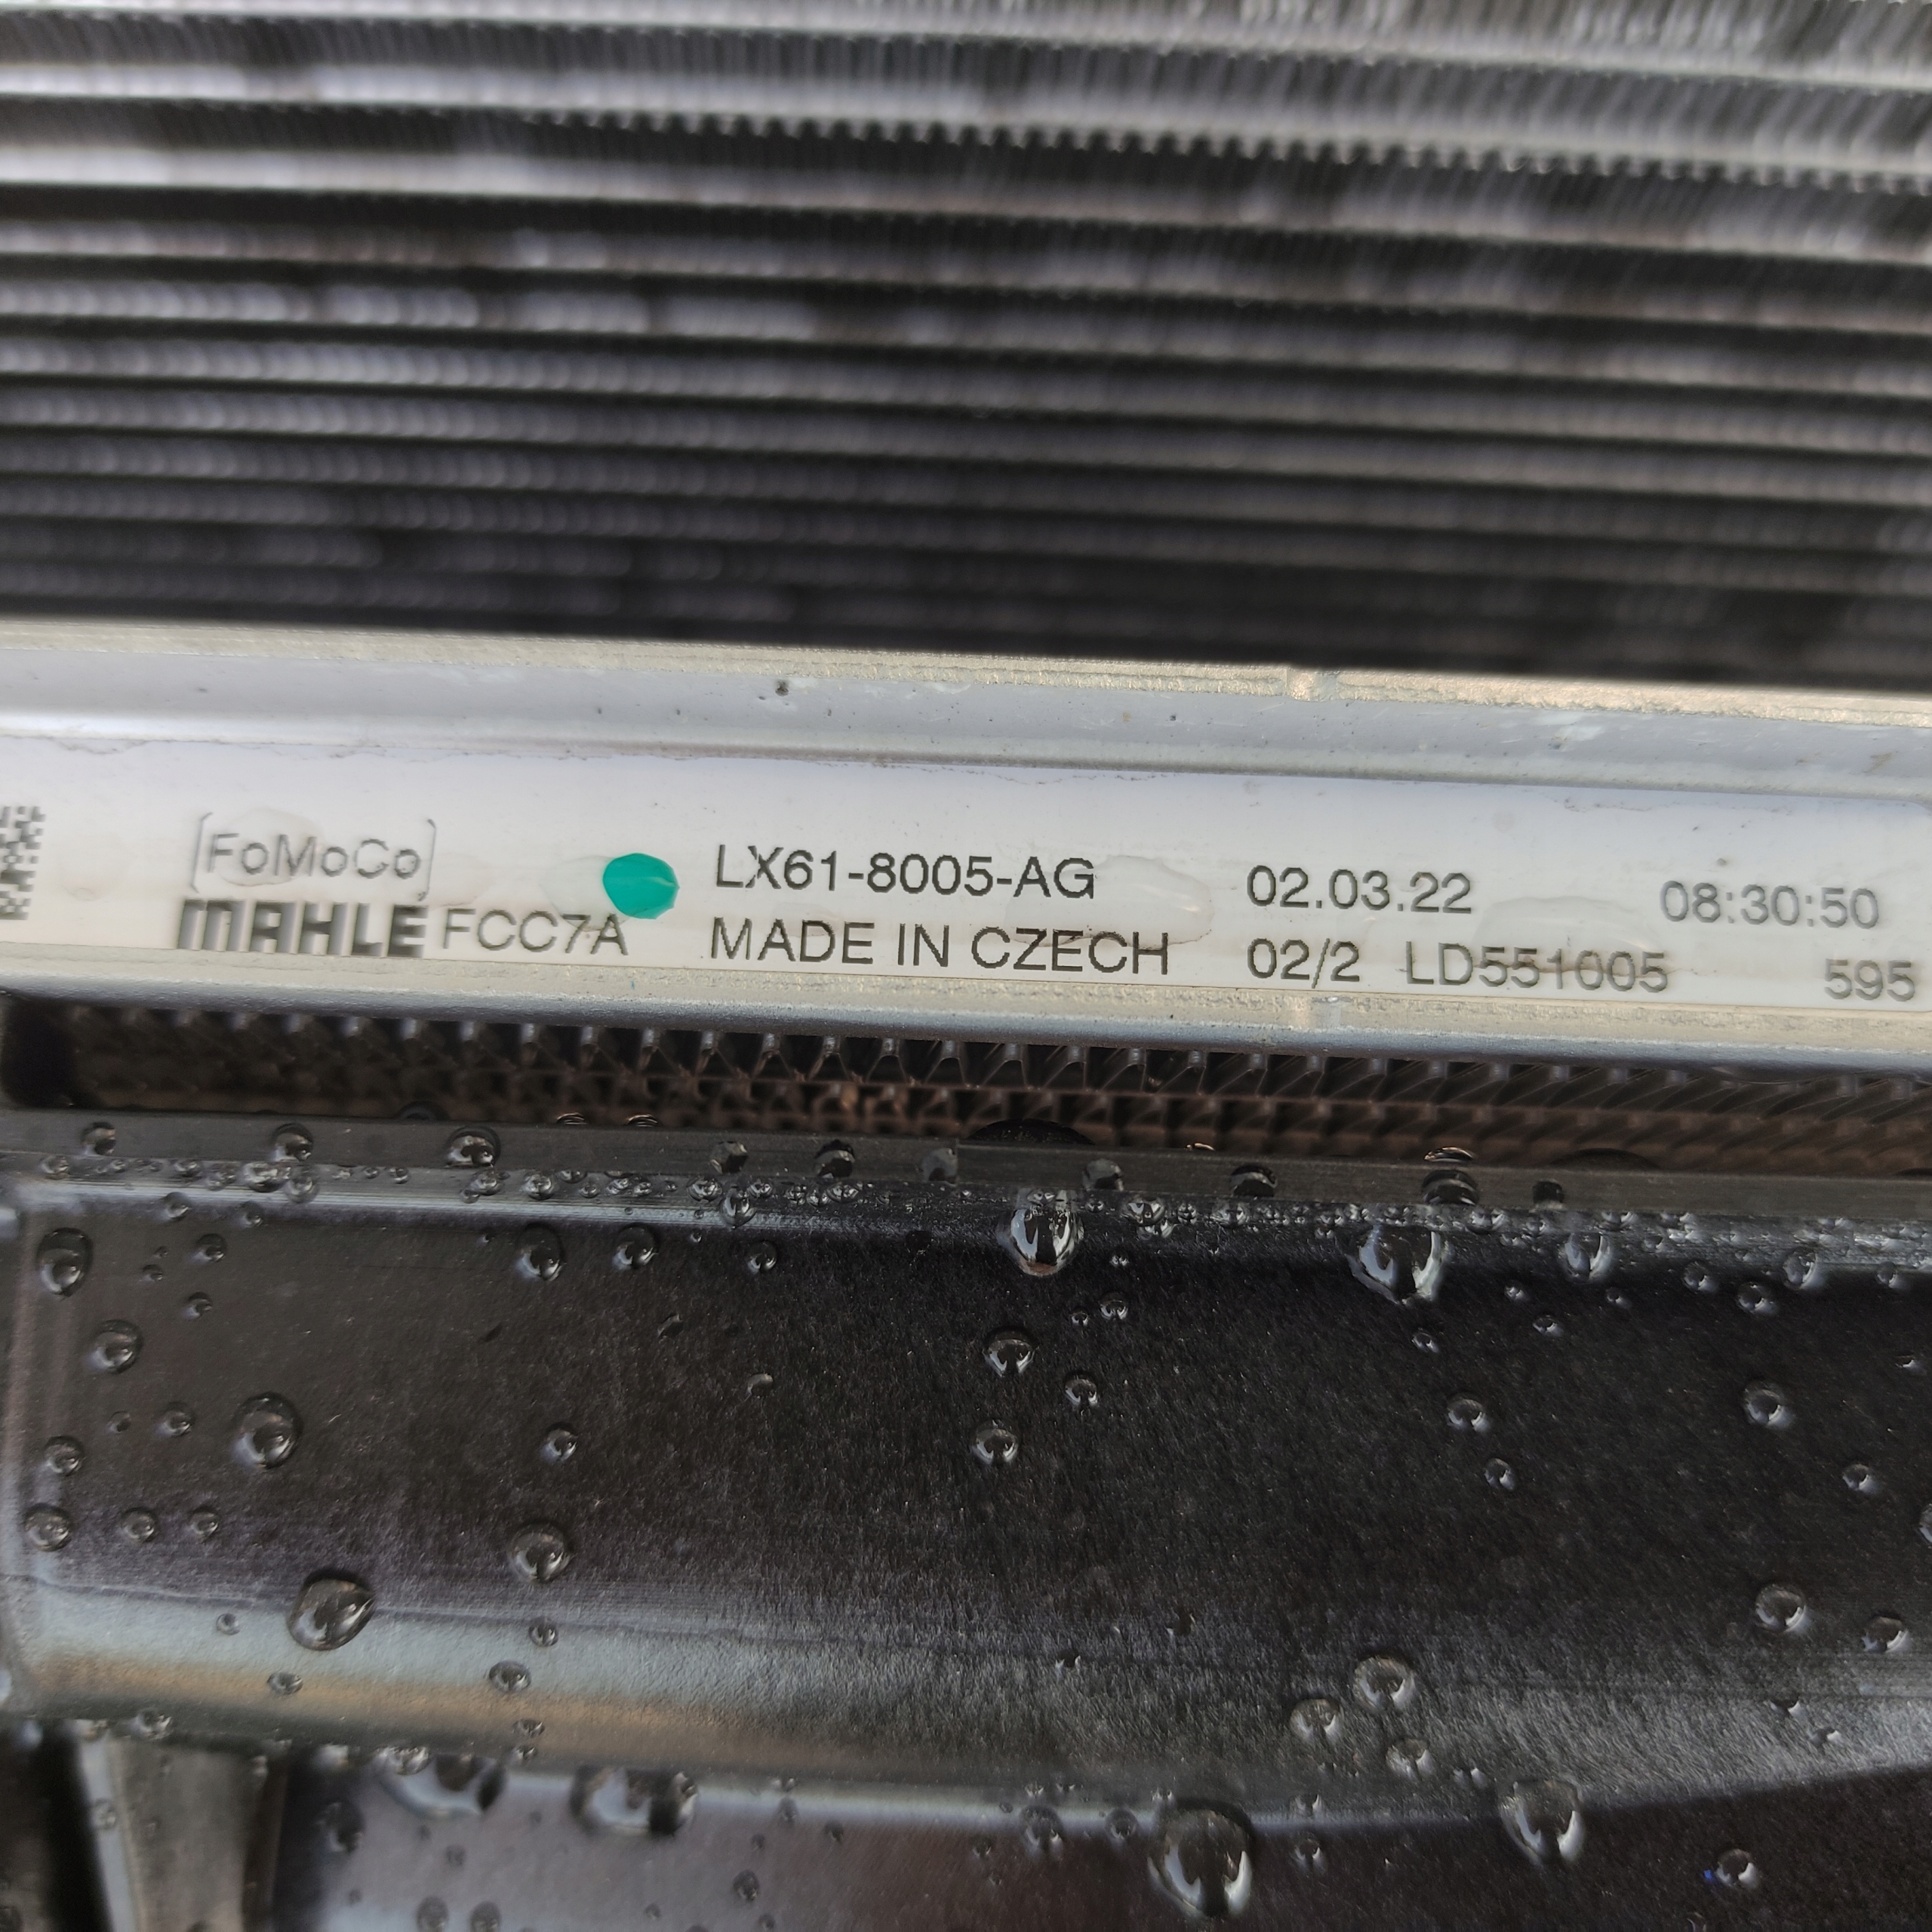 [FoMoCo] LX61-8005-AG 02.03.22 08:30:50
MAHLE FCC7A MADE IN CZECH 02/2 LD551005 595